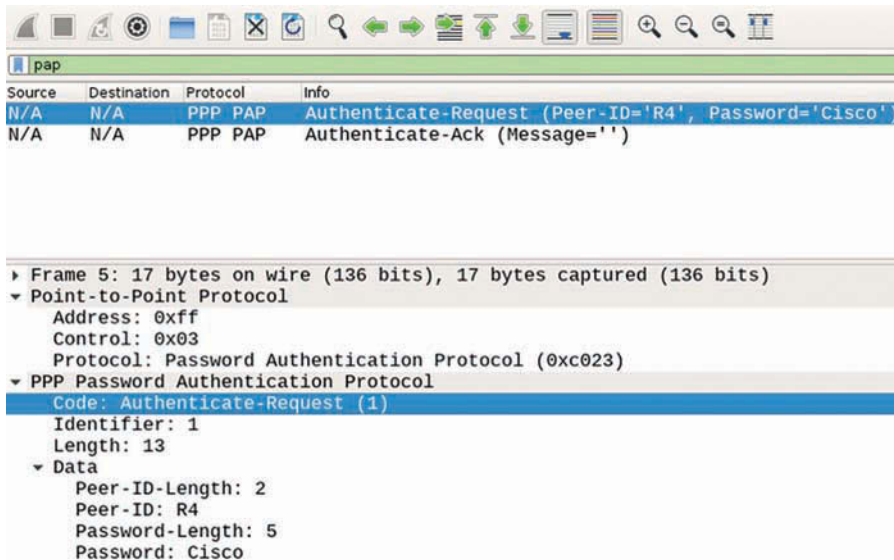 pap
Source Destination Protocol Info
N/A N/A PPP PAP Authenticate-Request (Peer-ID='R4', Password='Cisco')
N/A N/A PPP PAP Authenticate-Ack (Message='')
Frame 5: 17 bytes on wire (136 bits), 17 bytes captured (136 bits)
Point-to-Point Protocol
Address: 0xff
Control: 0x03
Protocol: Password Authentication Protocol (0xc023)
PPP Password Authentication Protocol
Code: Authenticate-Request (1)
Identifier: 1
Length: 13
Data
Peer-ID-Length: 2
Peer-ID: R4
Password-Length: 5
Password: Cisco